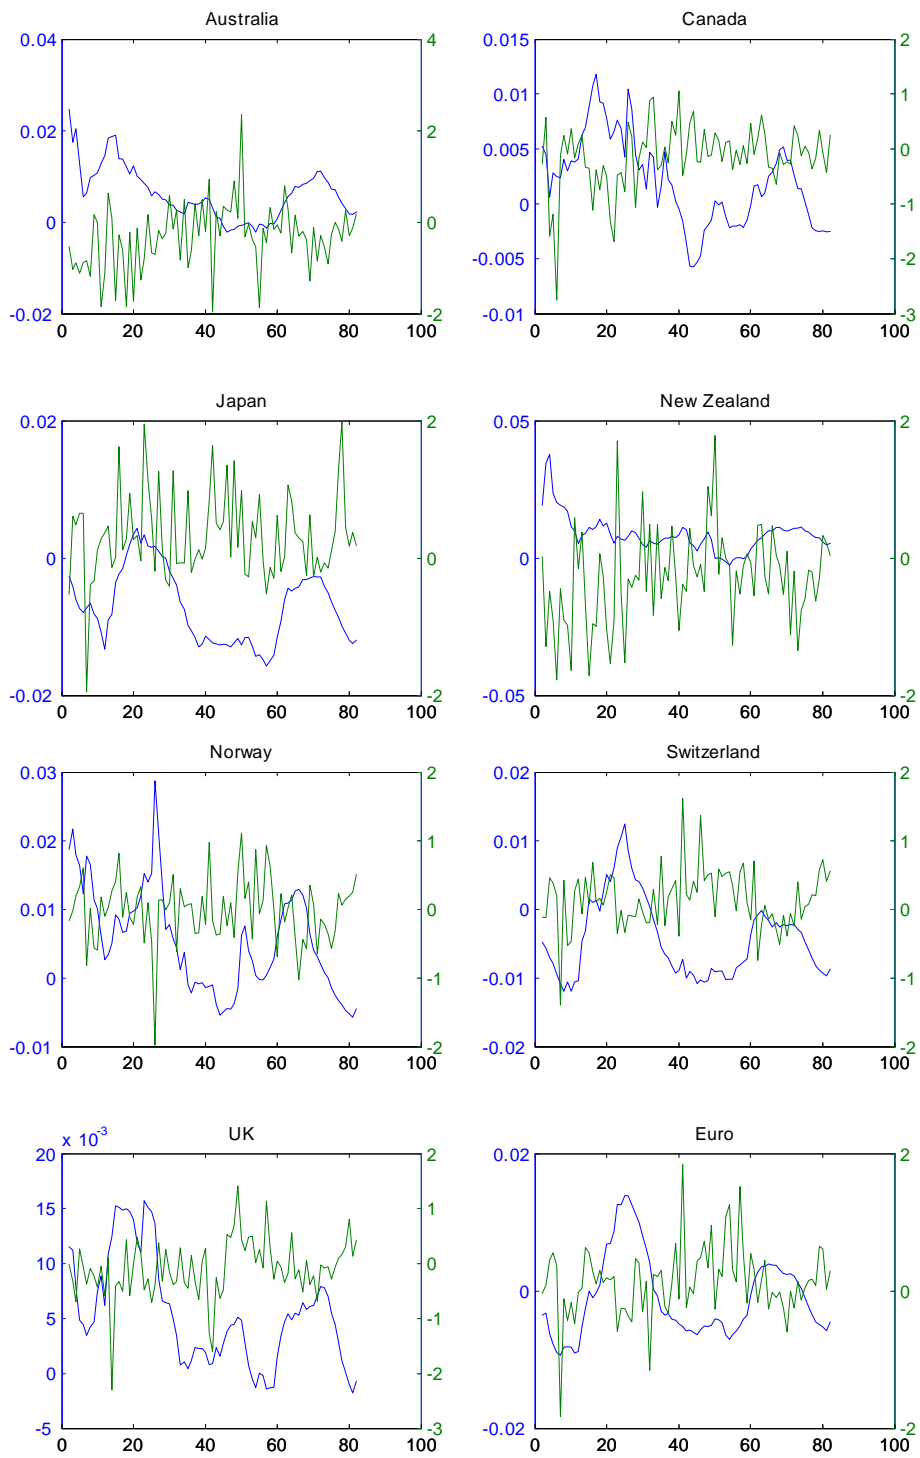 Australia Canada
0.04 4 0.015 2
0.01 1
0.02 2
0.005 0
0 -1
0 0
-0.005 -2
-0.02 -2 -0.01 -3
0 20 40 60 80 100 0 20 40 60 80 100
Japan New Zealand
0.02 2 0.05 2
0 0 0 0
-0.02 -2 -0.05 -2
0 20 40 60 80 100 0 20 40 60 80 100
Norway Switzerland
0.03 2 0.02 2
0.02 1 0.01 1
0.01 0 0 0
0 -1 -0.01 -1
-0.01 -2 -0.02 -2
0 20 40 60 80 100 0 20 40 60 80 100
x 10-3 UK Euro
20 2 0.02 2
15 1
10 0
0 0
5 -1
0 -2
-5 -3 -0.02 -2
0 20 40 60 80 100 0 20 40 60 80 100